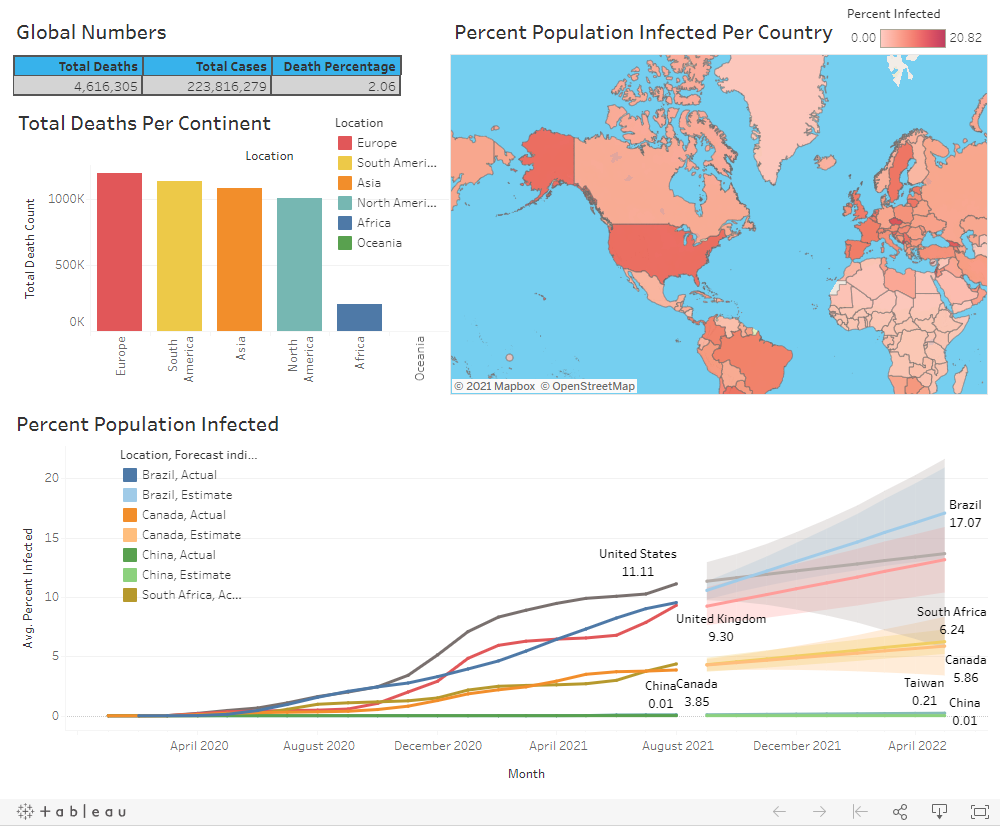 Global Numbers
Total Deaths Total Cases Death Percentage
4,616,305 223,816,279 2.06
Percent Population Infected Per Country
Percent Infected
0.00 20.82
© 2021 Mapbox © OpenStreetMap
Total Deaths Per Continent
Location
Europe
South Ameri...
Asia
North Ameri...
Africa
Oceania
Location
Total Death Count
1000K
500K
0K
Europe
South
America
Asia
North
America
Africa
Oceania
Percent Population Infected
Location, Forecast indi...
Brazil, Actual
Brazil, Estimate
Canada, Actual
Canada, Estimate
China, Actual
China, Estimate
South Africa, Ac...
Avg. Percent Infected
20
15
10
5
0
United States
11.11
United Kingdom
9.30
China
0.01
Canada
3.85
Brazil
17.07
South Africa
6.24
Canada
5.86
Taiwan
0.21
China
0.01
April 2020 August 2020 December 2020 April 2021 August 2021 December 2021 April 2022
Month
+ableau